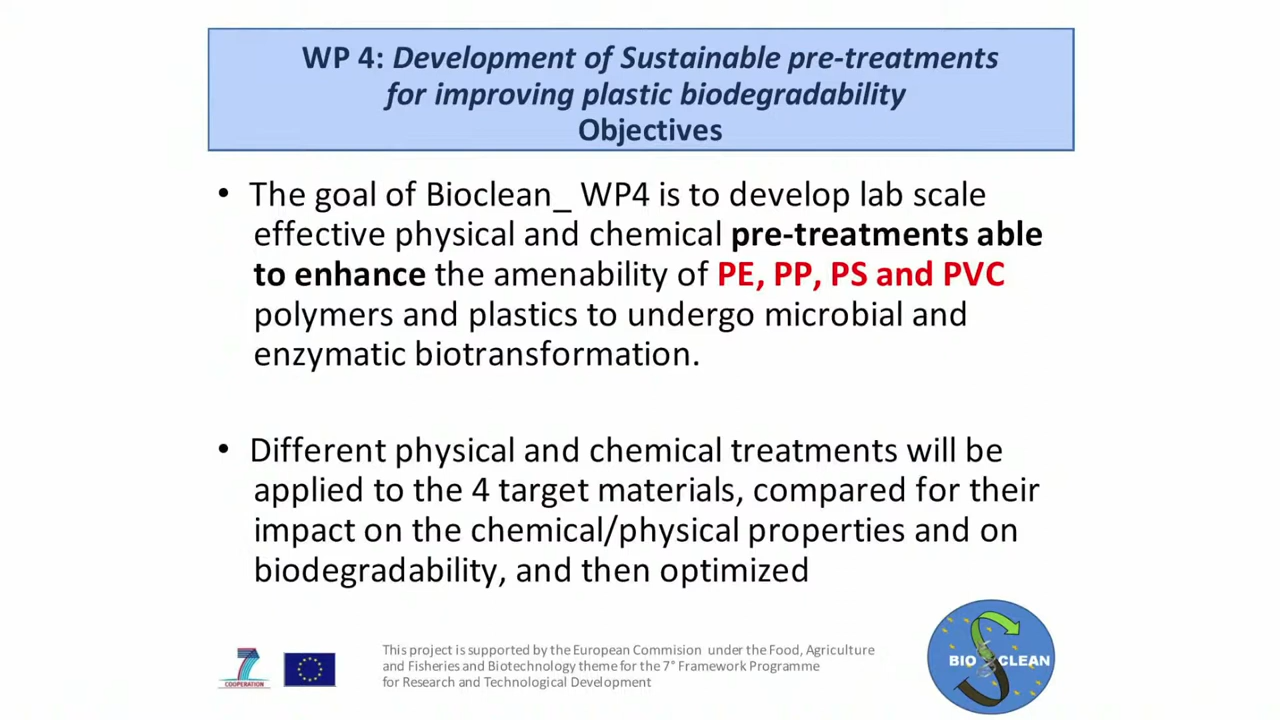 WP 4: Development of Sustainable pre-treatments
for improving plastic biodegradability
Objectives
• The goal of Bioclean_ WP4 is to develop lab scale
effective physical and chemical pre-treatments able
to enhance the amenability of PE, PP, PS and PVC
polymers and plastics to undergo microbial and
enzymatic biotransformation.
• Different physical and chemical treatments will be
applied to the 4 target materials, compared for their
impact on the chemical/physical properties and on
biodegradability, and then optimized
7
COOPERATION
This project is supported by the European Commision under the Food, Agriculture
and Fisheries and Biotechnology theme for the 7° Framework Programme
for Research and Technological Development
BIO CLEAN